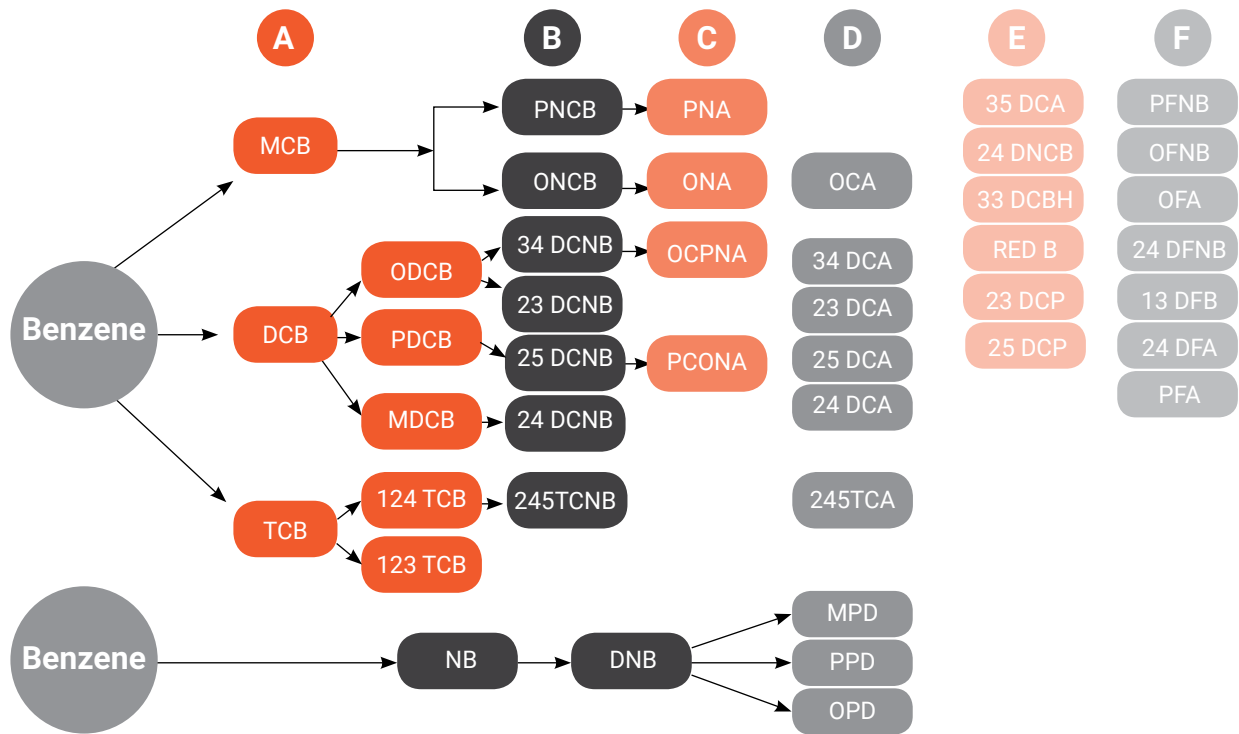 A
B
C
D
E
F
PNCB
PNA
35 DCA
PFNB
MCB
24 DNCB
OFNB
ONCB
ONA
OCA
33 DCBH
OFA
34 DCNB
OCPNA
RED B
24 DFNB
ODCB
34 DCA
23 DCNB
23 DCA
23 DCP
13 DFB
Benzene
DCB
PDCB
25 DCNB
PCONA
25 DCA
25 DCP
24 DFA
MDCB
24 DCNB
24 DCA
PFA
124 TCB
245TCNB
245TCA
TCB
123 TCB
MPD
Benzene
NB
DNB
PPD
OPD